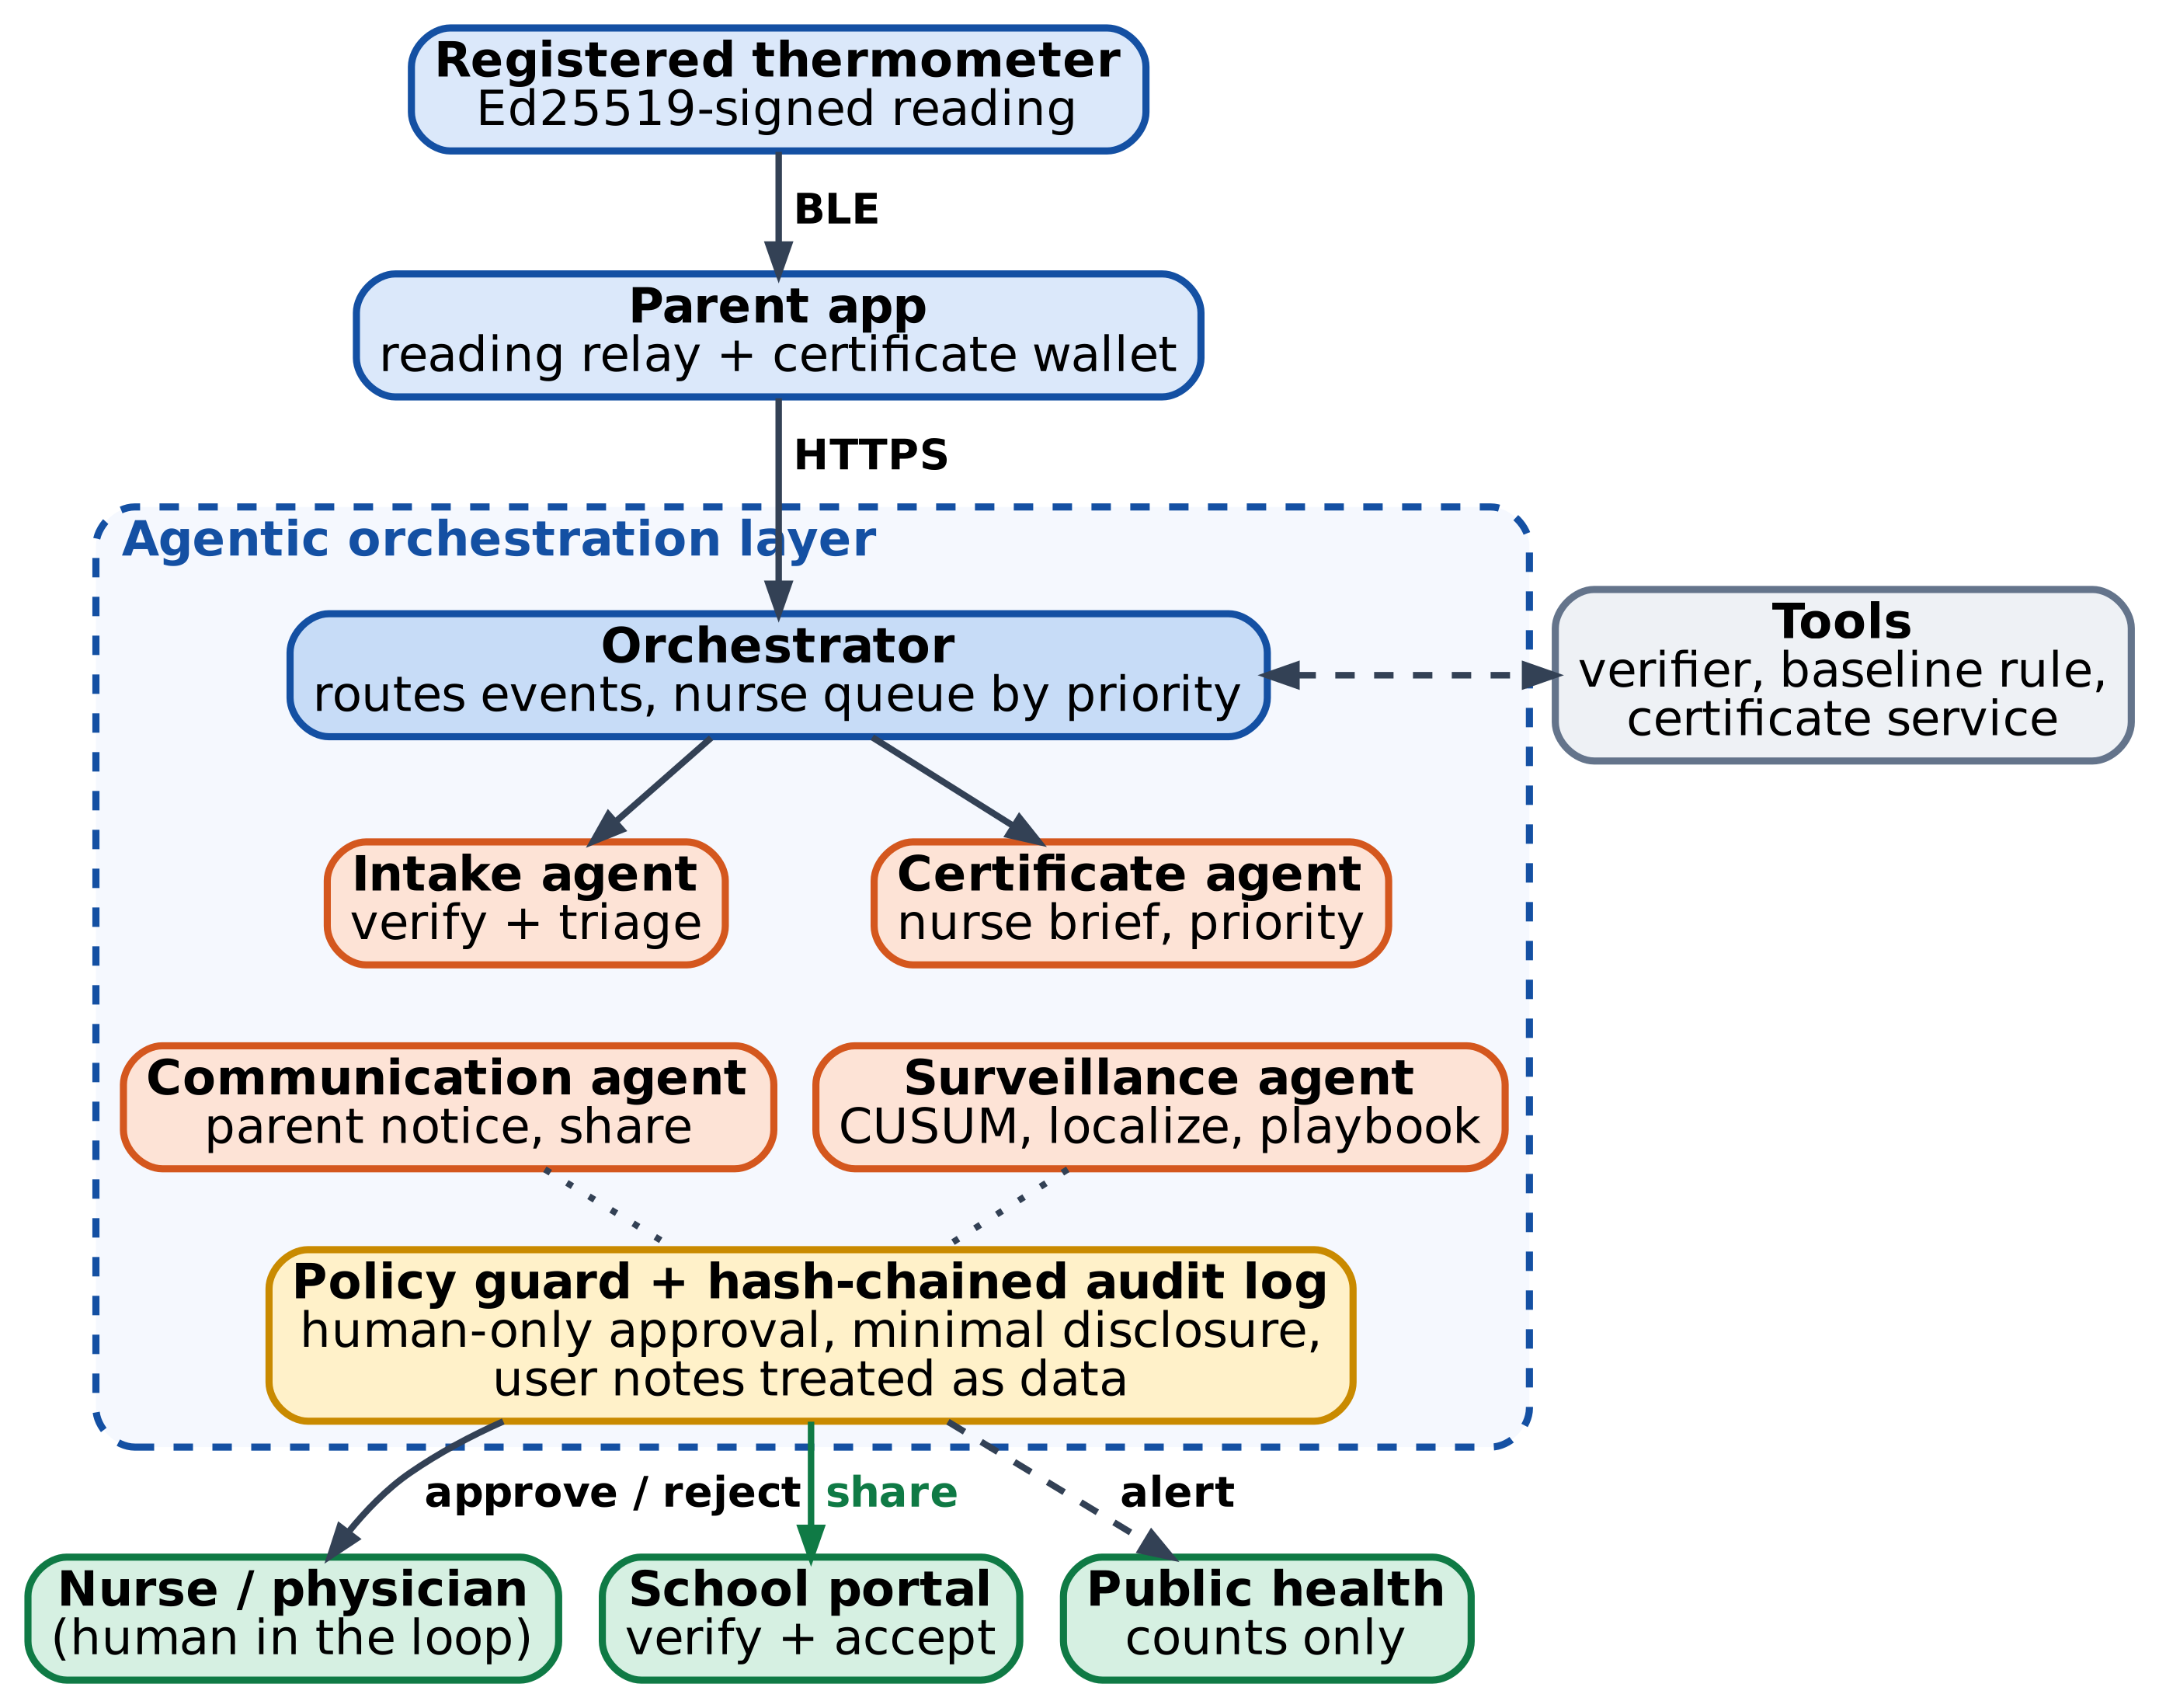 Registered thermometer
Ed25519-signed reading
BLE
Parent app
reading relay + certificate wallet
HTTPS
Agentic orchestration layer
Orchestrator
routes events, nurse queue by priority
Tools
verifier, baseline rule,
certificate service
Intake agent
verify + triage
Certificate agent
nurse brief, priority
Communication agent
parent notice, share
Surveillance agent
CUSUM, localize, playbook
Policy guard + hash-chained audit log
human-only approval, minimal disclosure,
user notes treated as data
approve / reject
share
alert
Nurse / physician
(human in the loop)
School portal
verify + accept
Public health
counts only